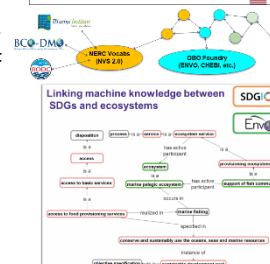 Marine Institute
BCO-DMO
NERC Vocabs
(NVS 2.0)
OBO Foundry
(ENVO, CHEBI, etc.)
BODC
Linking machine knowledge between
SDGs and ecosystems
SDGIO
disposition
process
is a
service
is a
ecosystem service
is a
has active
participant
is a
access
ecosystem
provisioning ecosystem
is a
is a
is a
access to basic services
marine pelagic ecosystem
has active
participant
support of fish
is a
occurs in
access to food provisioning services
realized in
marine fishing
specified in
conserve and sustainably use the oceans, seas and marine resources
instance of
objective specification